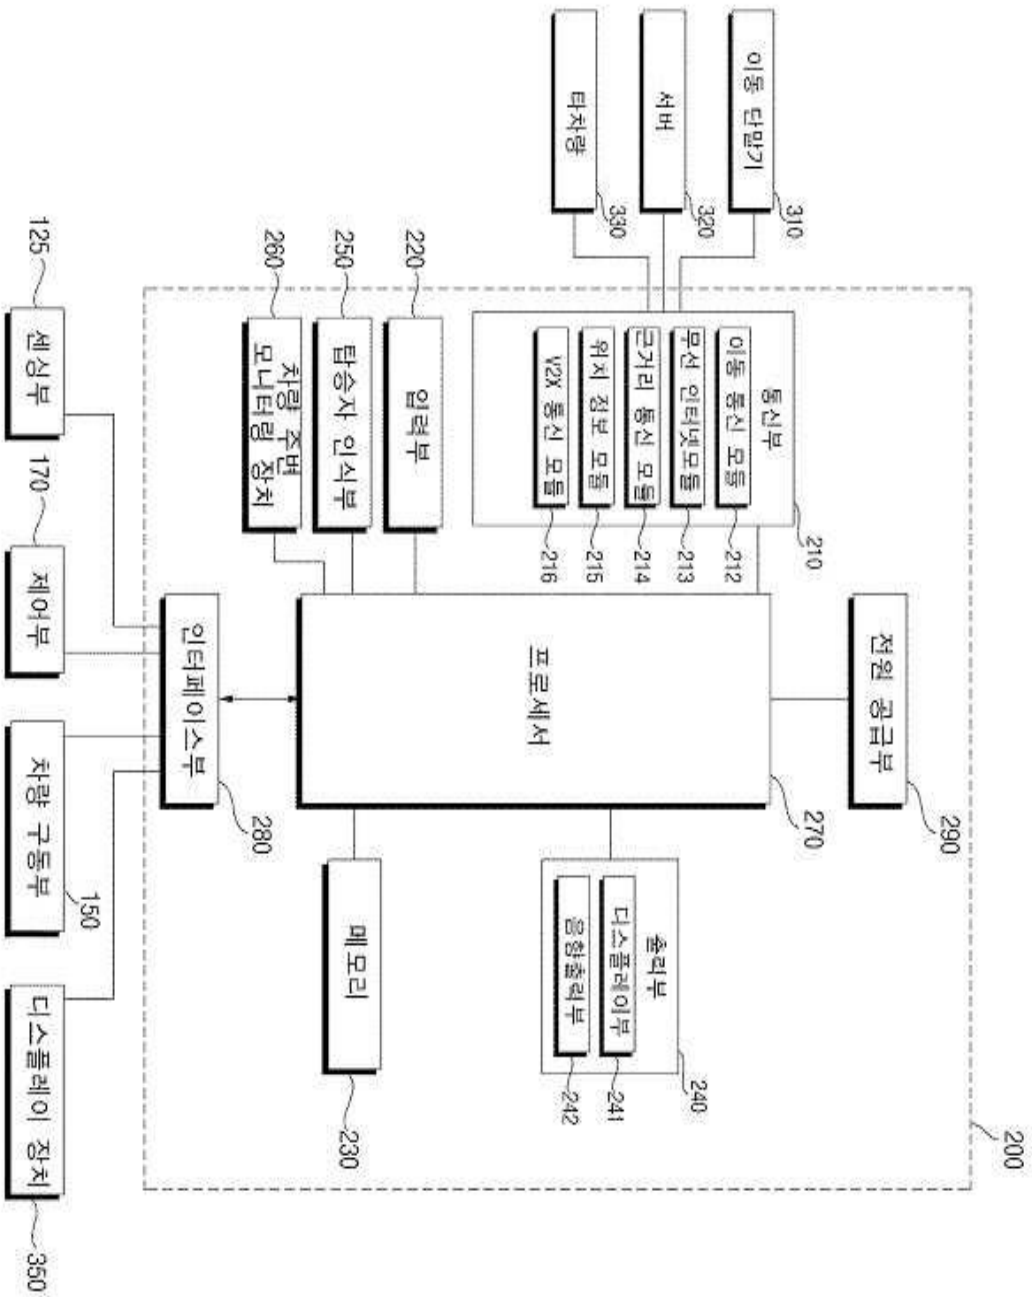 200
전원 공급부
290
이동 단말기
310
서버
320
타차량
330
통신부
210
이동 통신 모듈
212
무선 인터넷모듈
213
근거리 통신 모듈
214
위치 정보 모듈
215
V2X 통신 모듈
216
프로세서
270
출력부
240
디스플레이부
241
음향출력부
242
입력부
220
탑승자 인식부
250
차량 주변
모니터링 장치
260
메모리
230
인터페이스부
280
센싱부
125
제어부
170
차량 구동부
150
디스플레이 장치
350